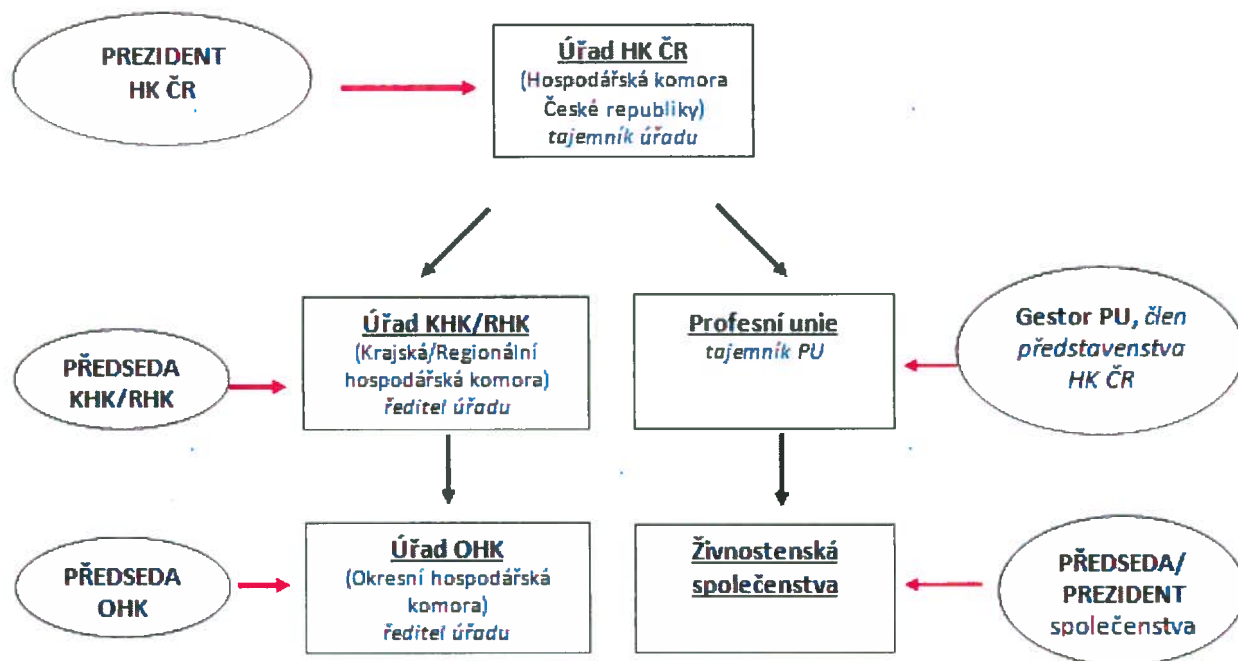 PREZIDENT
HK ČR
Úřad HK ČR
(Hospodářská komora
České republiky)
tajemník úřadu
PŘEDSEDA
KHK/RHK
Úřad KHK/RHK
(Krajská/Regionální
hospodářská komora)
ředitel úřadu
Profesní unie
tajemník PU
Gestor PU, člen
představenstva
HK ČR
PŘEDSEDA
OHK
Úřad OHK
(Okresní hospodářská
komora)
ředitel úřadu
Živnostenská
společenstva
PŘEDSEDA/
PREZIDENT
společenstva